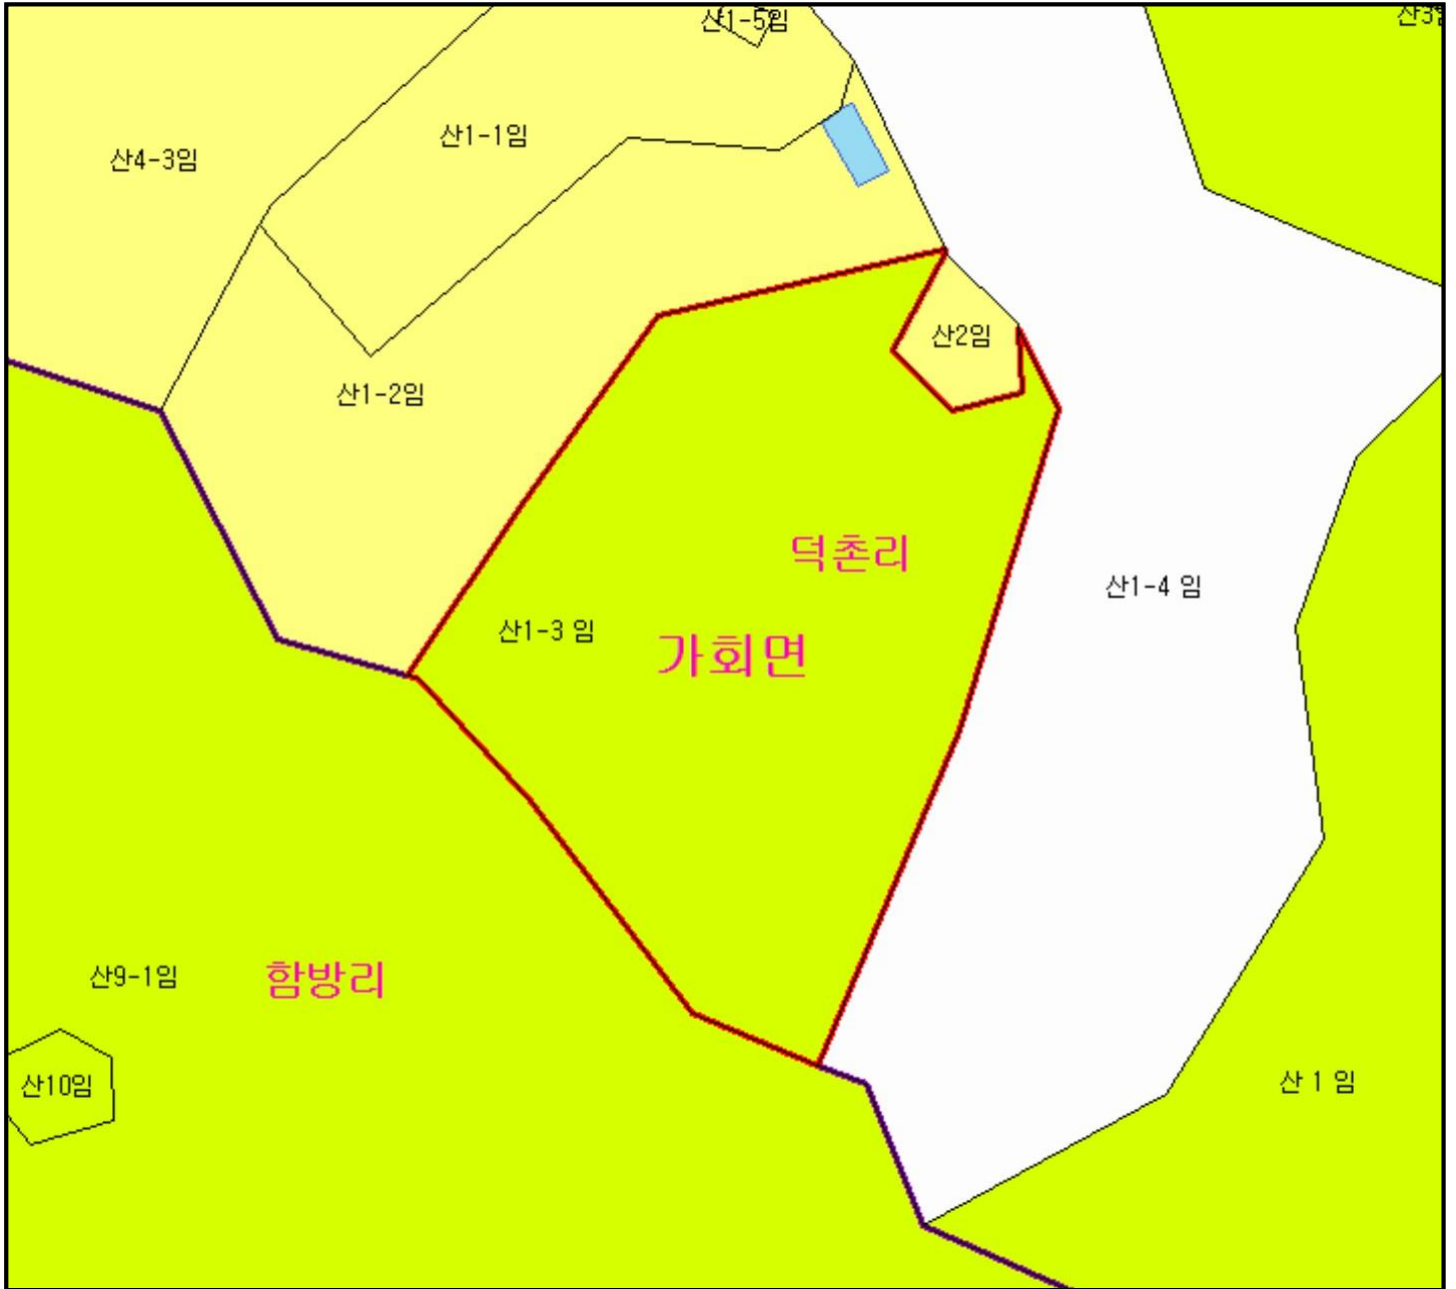 산1-5임
산1-1임
산4-3임
산2임
산1-2임
덕촌리
산1-4 임
산1-3 임
가회면
산9-1임
함방리
산10임
산 1 임